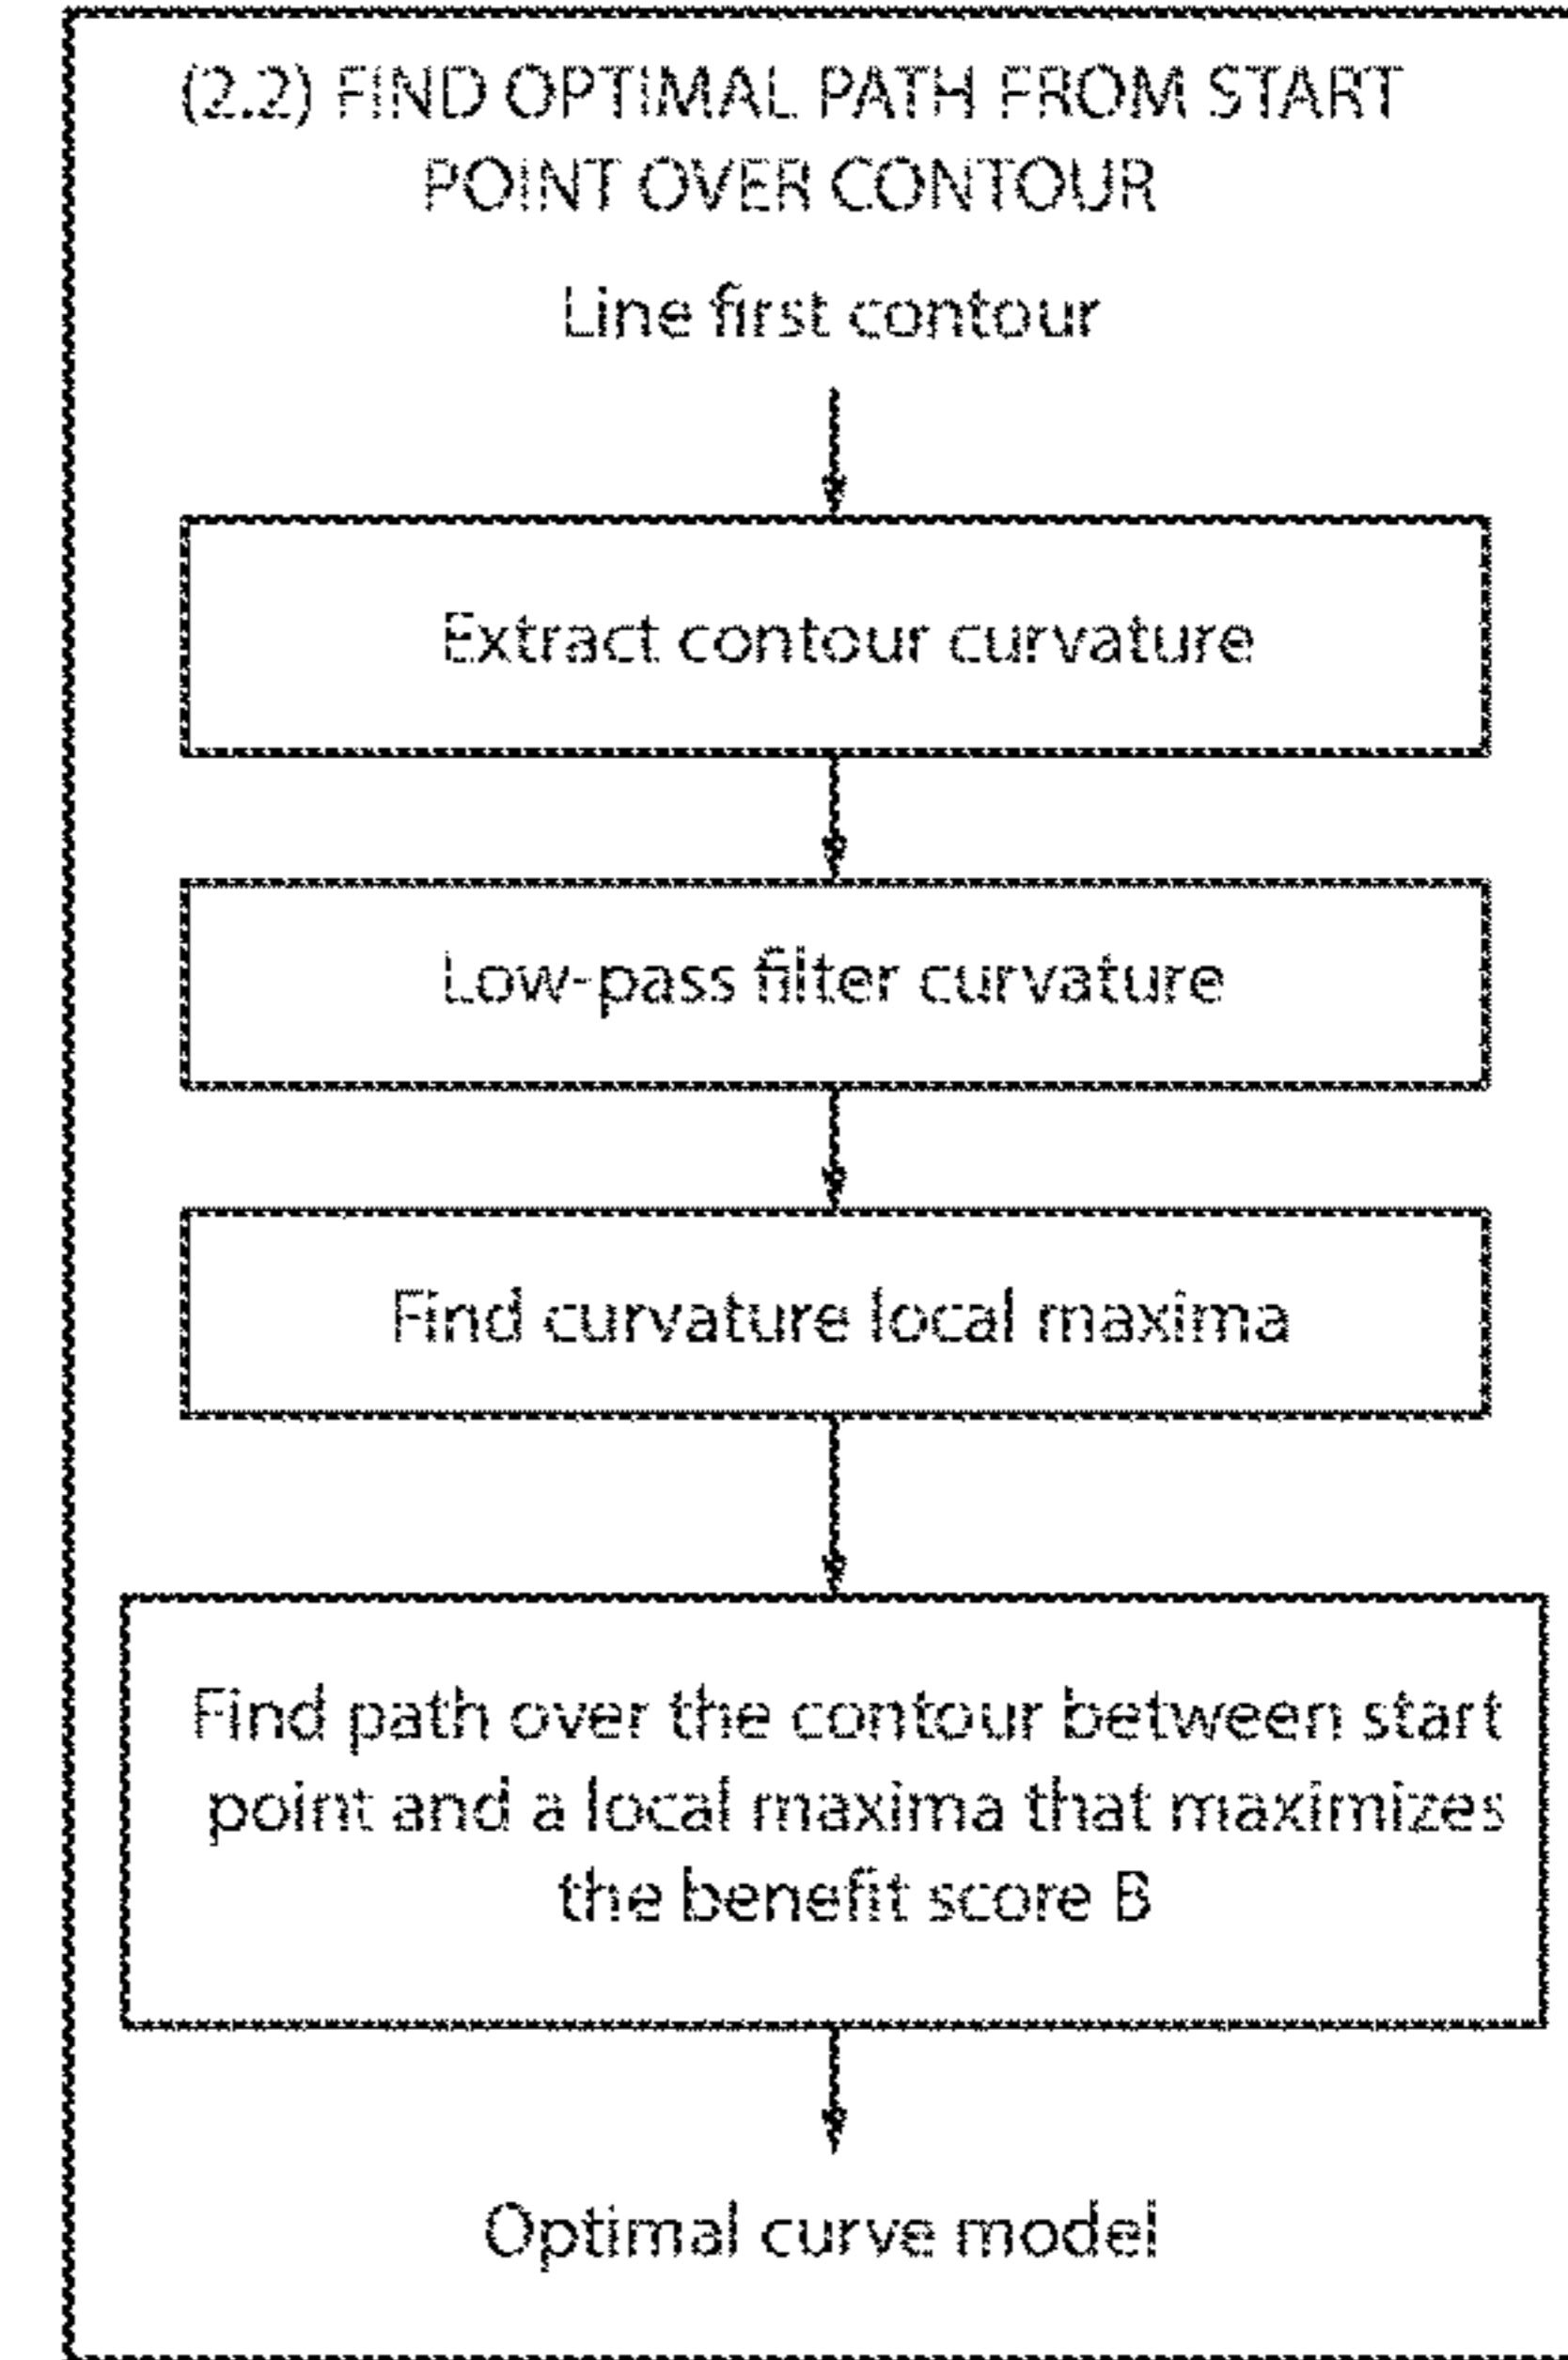 (2.2) FIND OPTIMAL PATH FROM START
POINT OVER CONTOUR
Line first contour
Extract contour curvature
Low-pass filter curvature
Find curvature local maxima
Find path over the contour between start
point and a local maxima that maximizes
the benefit score B
Optimal curve model